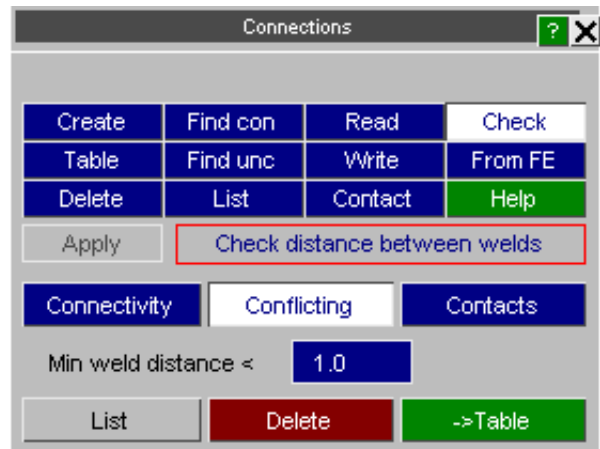 Connections ? X
Create Find con Read Check
Table Find unc Write From FE
Delete List Contact Help
Apply Check distance between welds
Connectivity Conflicting Contacts
Min weld distance < 1.0
List Delete ->Table